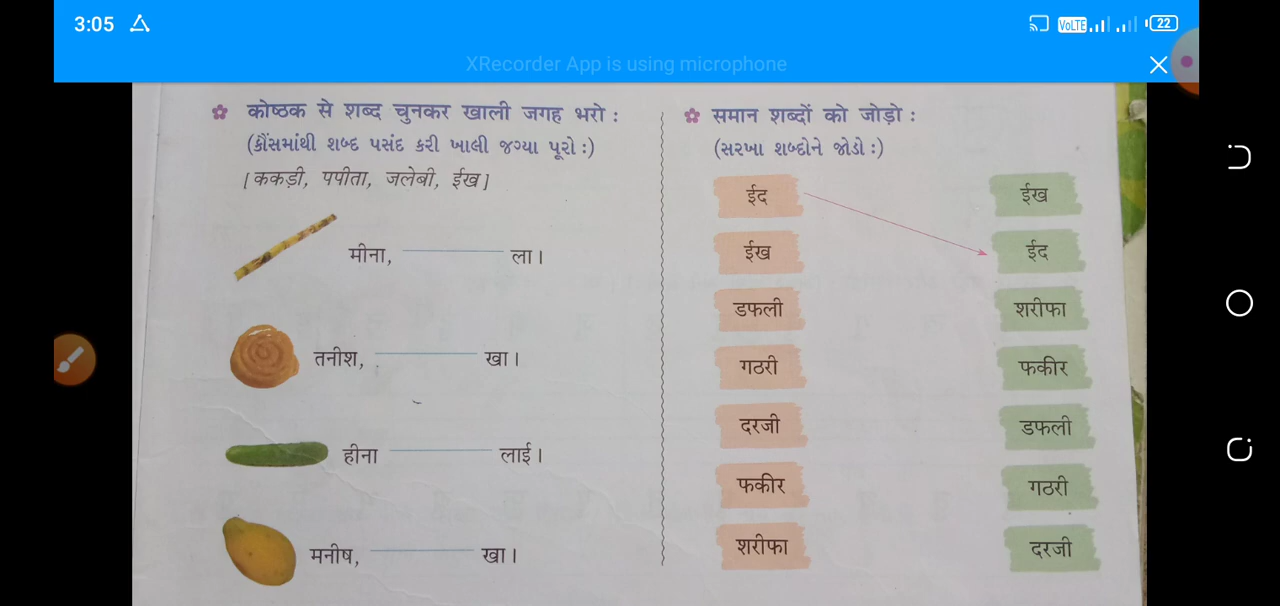 3:05
VoLTE
22
XRecorder App is using microphone
कोष्ठक से शब्द चुनकर खाली जगह भरो :
(કૌંસમાંથી શબ્દ પસંદ કરી ખાલી જગ્યા પૂરો :)
[ ककड़ी, पपीता, जलेबी, ईख ]
मीना, ला।
तनीश, खा।
हीना लाई।
मनीष, खा।
समान शब्दों को जोड़ो :
(સરખા શબ્દોને જોડો :)
ईद ईख
ईख ईद
डफली शरीफा
गठरी फकीर
दरजी डफली
फकीर गठरी
शरीफा दरजी